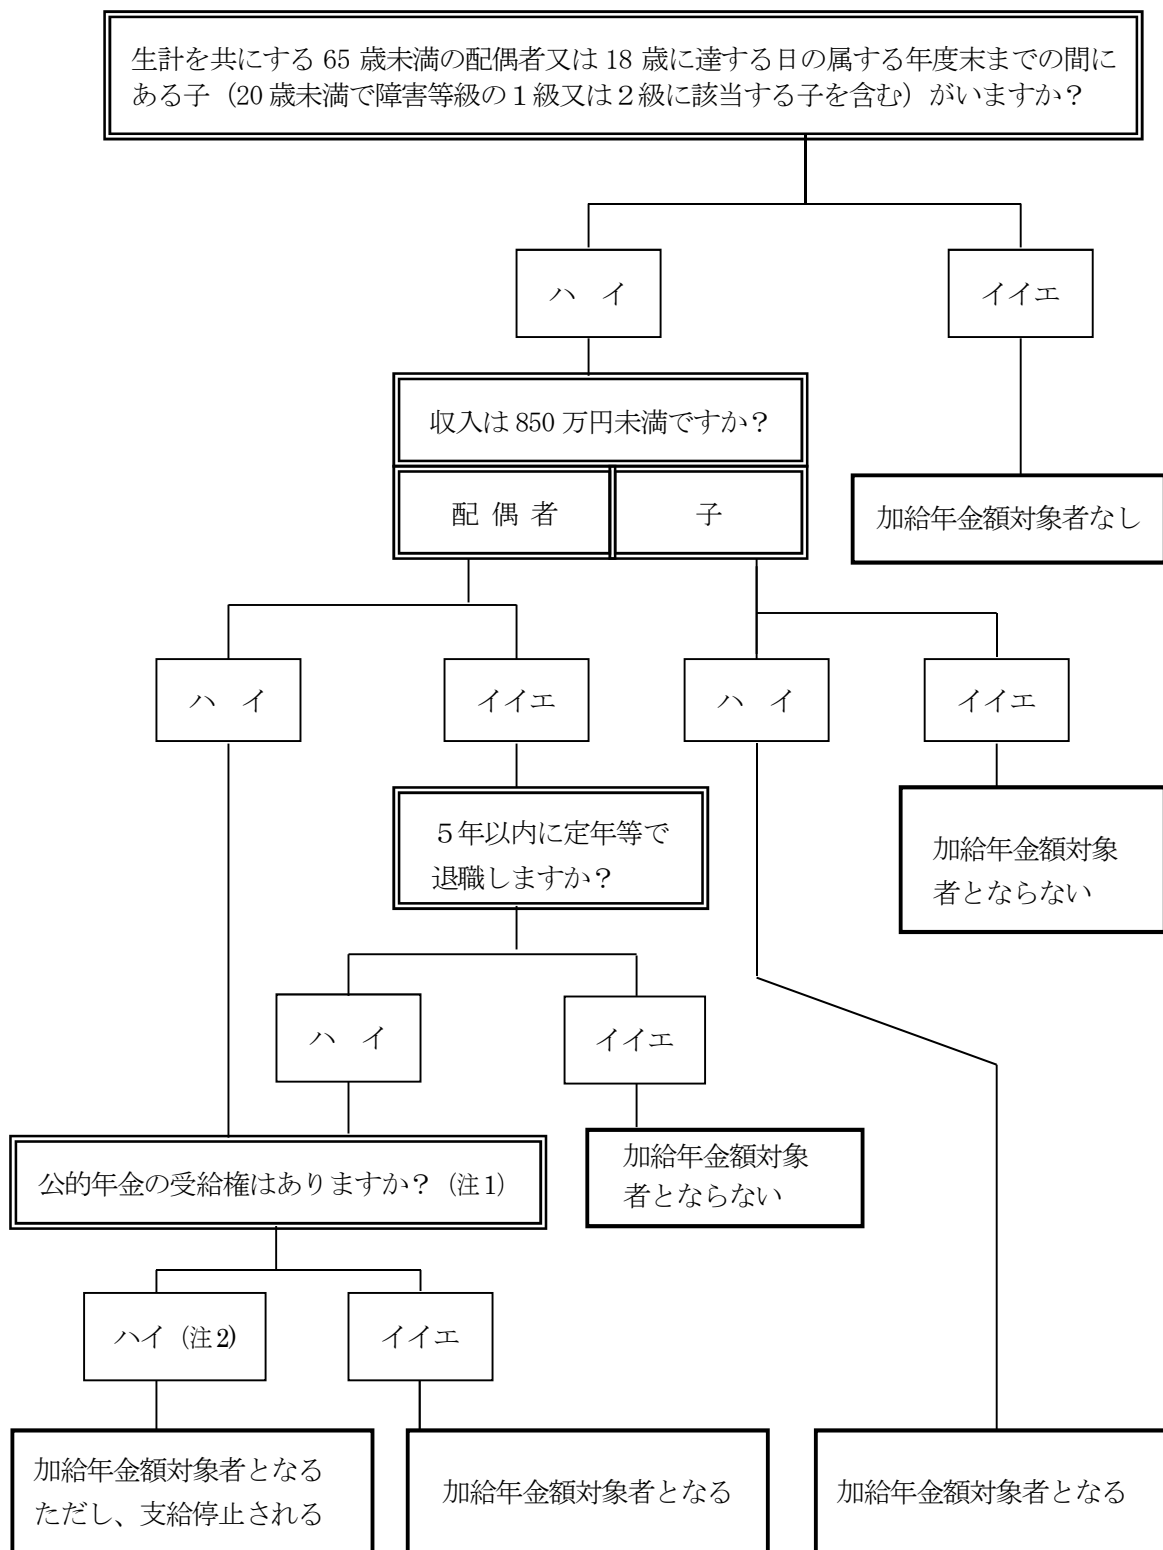 生計を共にする 65 歳未満の配偶者又は 18 歳に達する日の属する年度末までの間に
ある子（20 歳未満で障害等級の１級又は２級に該当する子を含む）がいますか？
ハ　イ
イイエ
収入は 850 万円未満ですか？
配 偶 者
子
加給年金額対象者なし
ハ　イ
イイエ
ハ　イ
イイエ
５年以内に定年等で
退職しますか？
加給年金額対象
者とならない
ハ　イ
イイエ
公的年金の受給権はありますか？（注1）
加給年金額対象
者とならない
ハイ（注2）
イイエ
加給年金額対象者となる
ただし、支給停止される
加給年金額対象者となる
加給年金額対象者となる